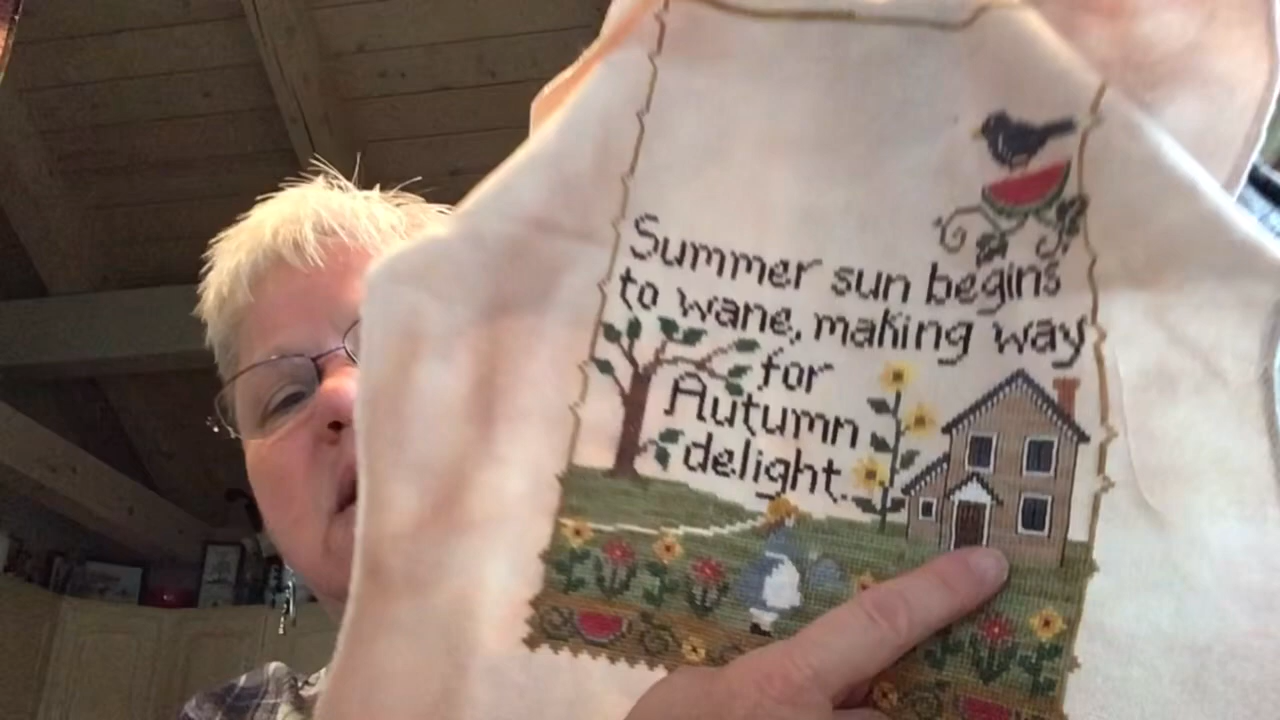 Summer sun begins
to wane, making way
for
Autumn
delight.